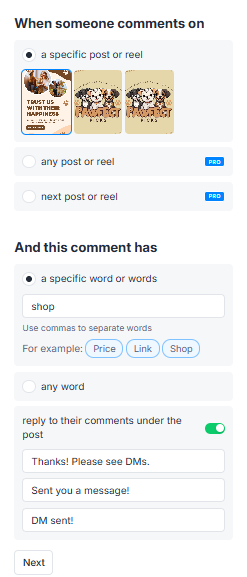 When someone comments on
a specific post or reel
TRUST US
WITH THEIR
HAPPINESS
PICKS
PICKS
any post or reel
PRO
next post or reel
PRO
And this comment has
a specific word or words
shop
Use commas to separate words
For example: Price Link Shop
any word
reply to their comments under the
post
Thanks! Please see DMs.
Sent you a message!
DM sent!
Next